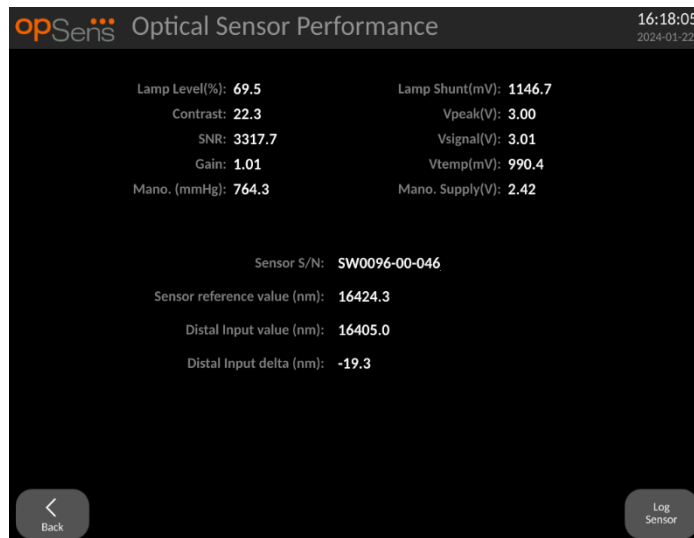 opSens Optical Sensor Performance 16:18:05
2024-01-22
Lamp Level(%): 69.5 Lamp Shunt(mV): 1146.7
Contrast: 22.3 Vpeak(V): 3.00
SNR: 3317.7 Vsignal(V): 3.01
Gain: 1.01 Vtemp(mV): 990.4
Mano. (mmHg): 764.3 Mano. Supply(V): 2.42
Sensor S/N: SW0096-00-046
Sensor reference value (nm): 16424.3
Distal Input value (nm): 16405.0
Distal Input delta (nm): -19.3
Back
Log
Sensor